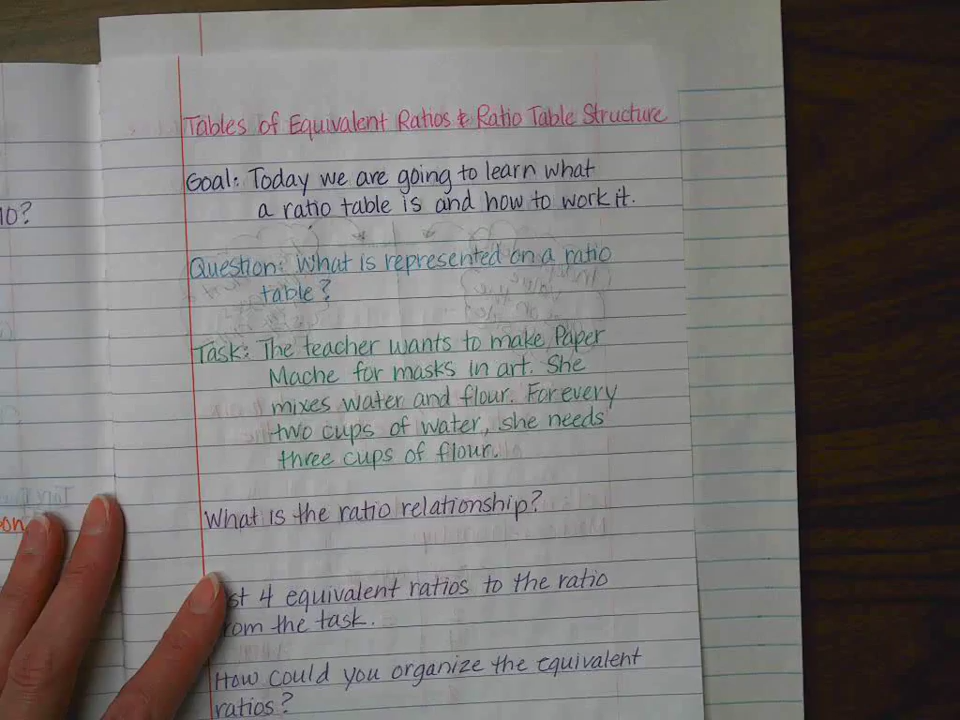 Tables of Equivalent Ratios & Ratio Table Structure
Goal: Today we are going to learn what
a ratio table is and how to work it.
10?
Question: What is represented on a ratio
table?
Task: The teacher wants to make Paper
Mache for masks in art. She
mixes water and flour. For every
two cups of water, she needs
three cups of flour.
What is the ratio relationship?
st 4 equivalent ratios to the ratio
rom the task.
How could you organize the equivalent
ratios?